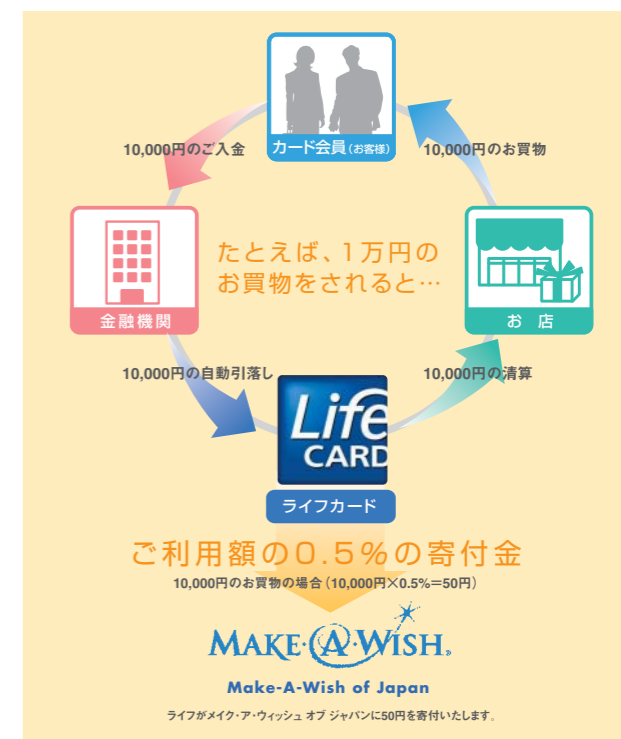 カード会員(お客様)
10,000円のご入金
10,000円のお買物
たとえば、1万円の
お買物をされると…
金融機関
お 店
10,000円の自動引落し
10,000円の清算
Life
CARD
ライフカード
ご利用額の0.5%の寄付金
10,000円のお買物の場合(10,000円×0.5%=50円)
MAKE·A·WISH®
Make-A-Wish of Japan
ライフがメイク・ア・ウィッシュ オブ ジャパンに50円を寄付いたします。